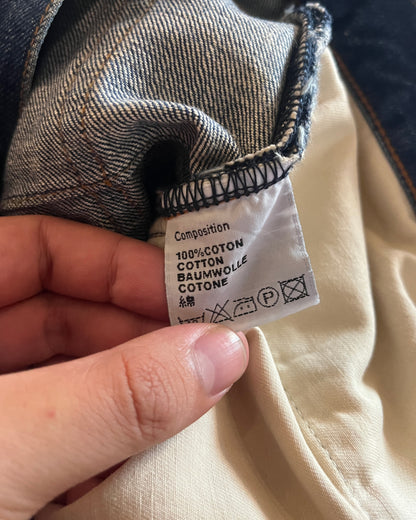 Composition
100%COTON
COTTON
BAUMWOLLE
COTONE
綿
P